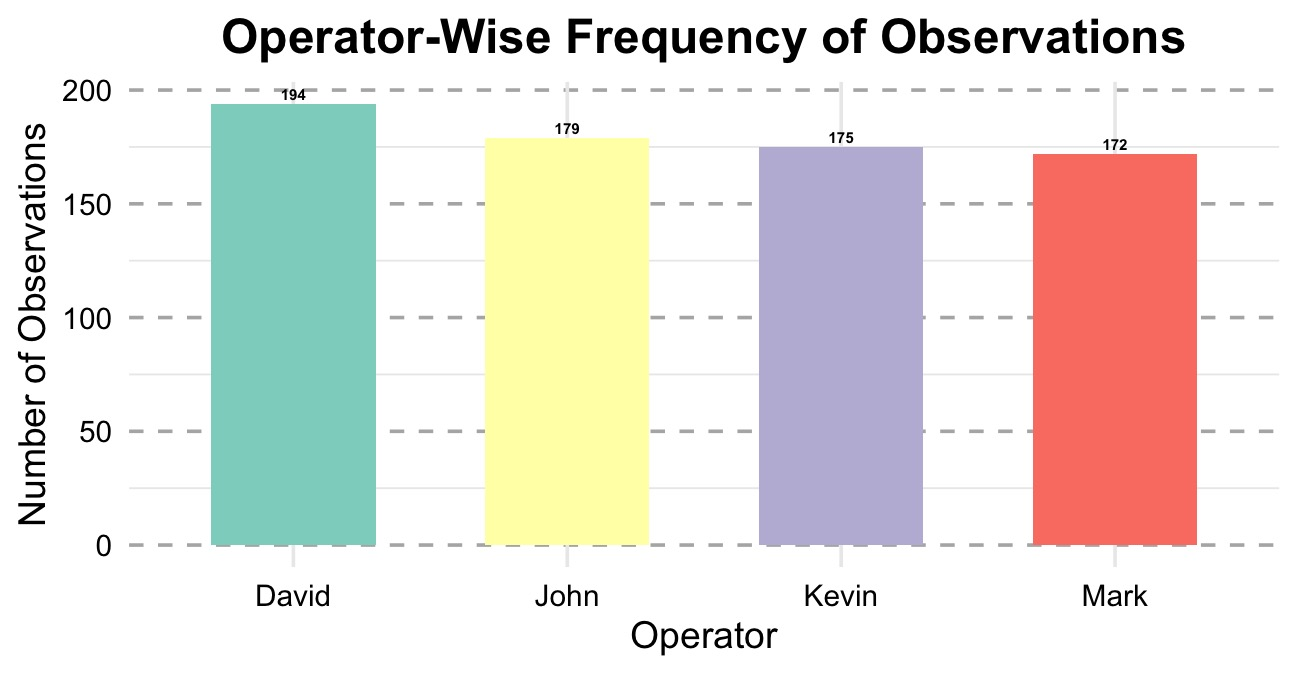 Operator-Wise Frequency of Observations
Number of Observations
200
150
100
50
0
194
179
175
172
David
John
Kevin
Mark
Operator